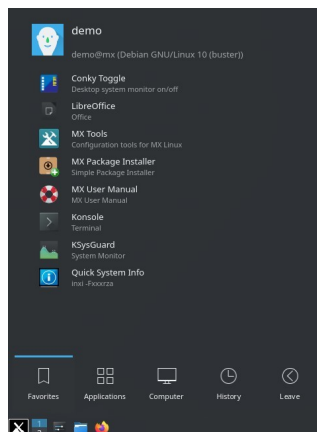 demo
demo@mx (Debian GNU/Linux 10 (buster))
Conky Toggle
Desktop system monitor on/off
LibreOffice
Office
MX Tools
Configuration tools for MX Linux
MX Package Installer
Simple Package Installer
MX User Manual
MX User Manual
Konsole
Terminal
KSysGuard
System Monitor
Quick System Info
inxi -Fxxxrza
Favorites Applications Computer History Leave
1
2